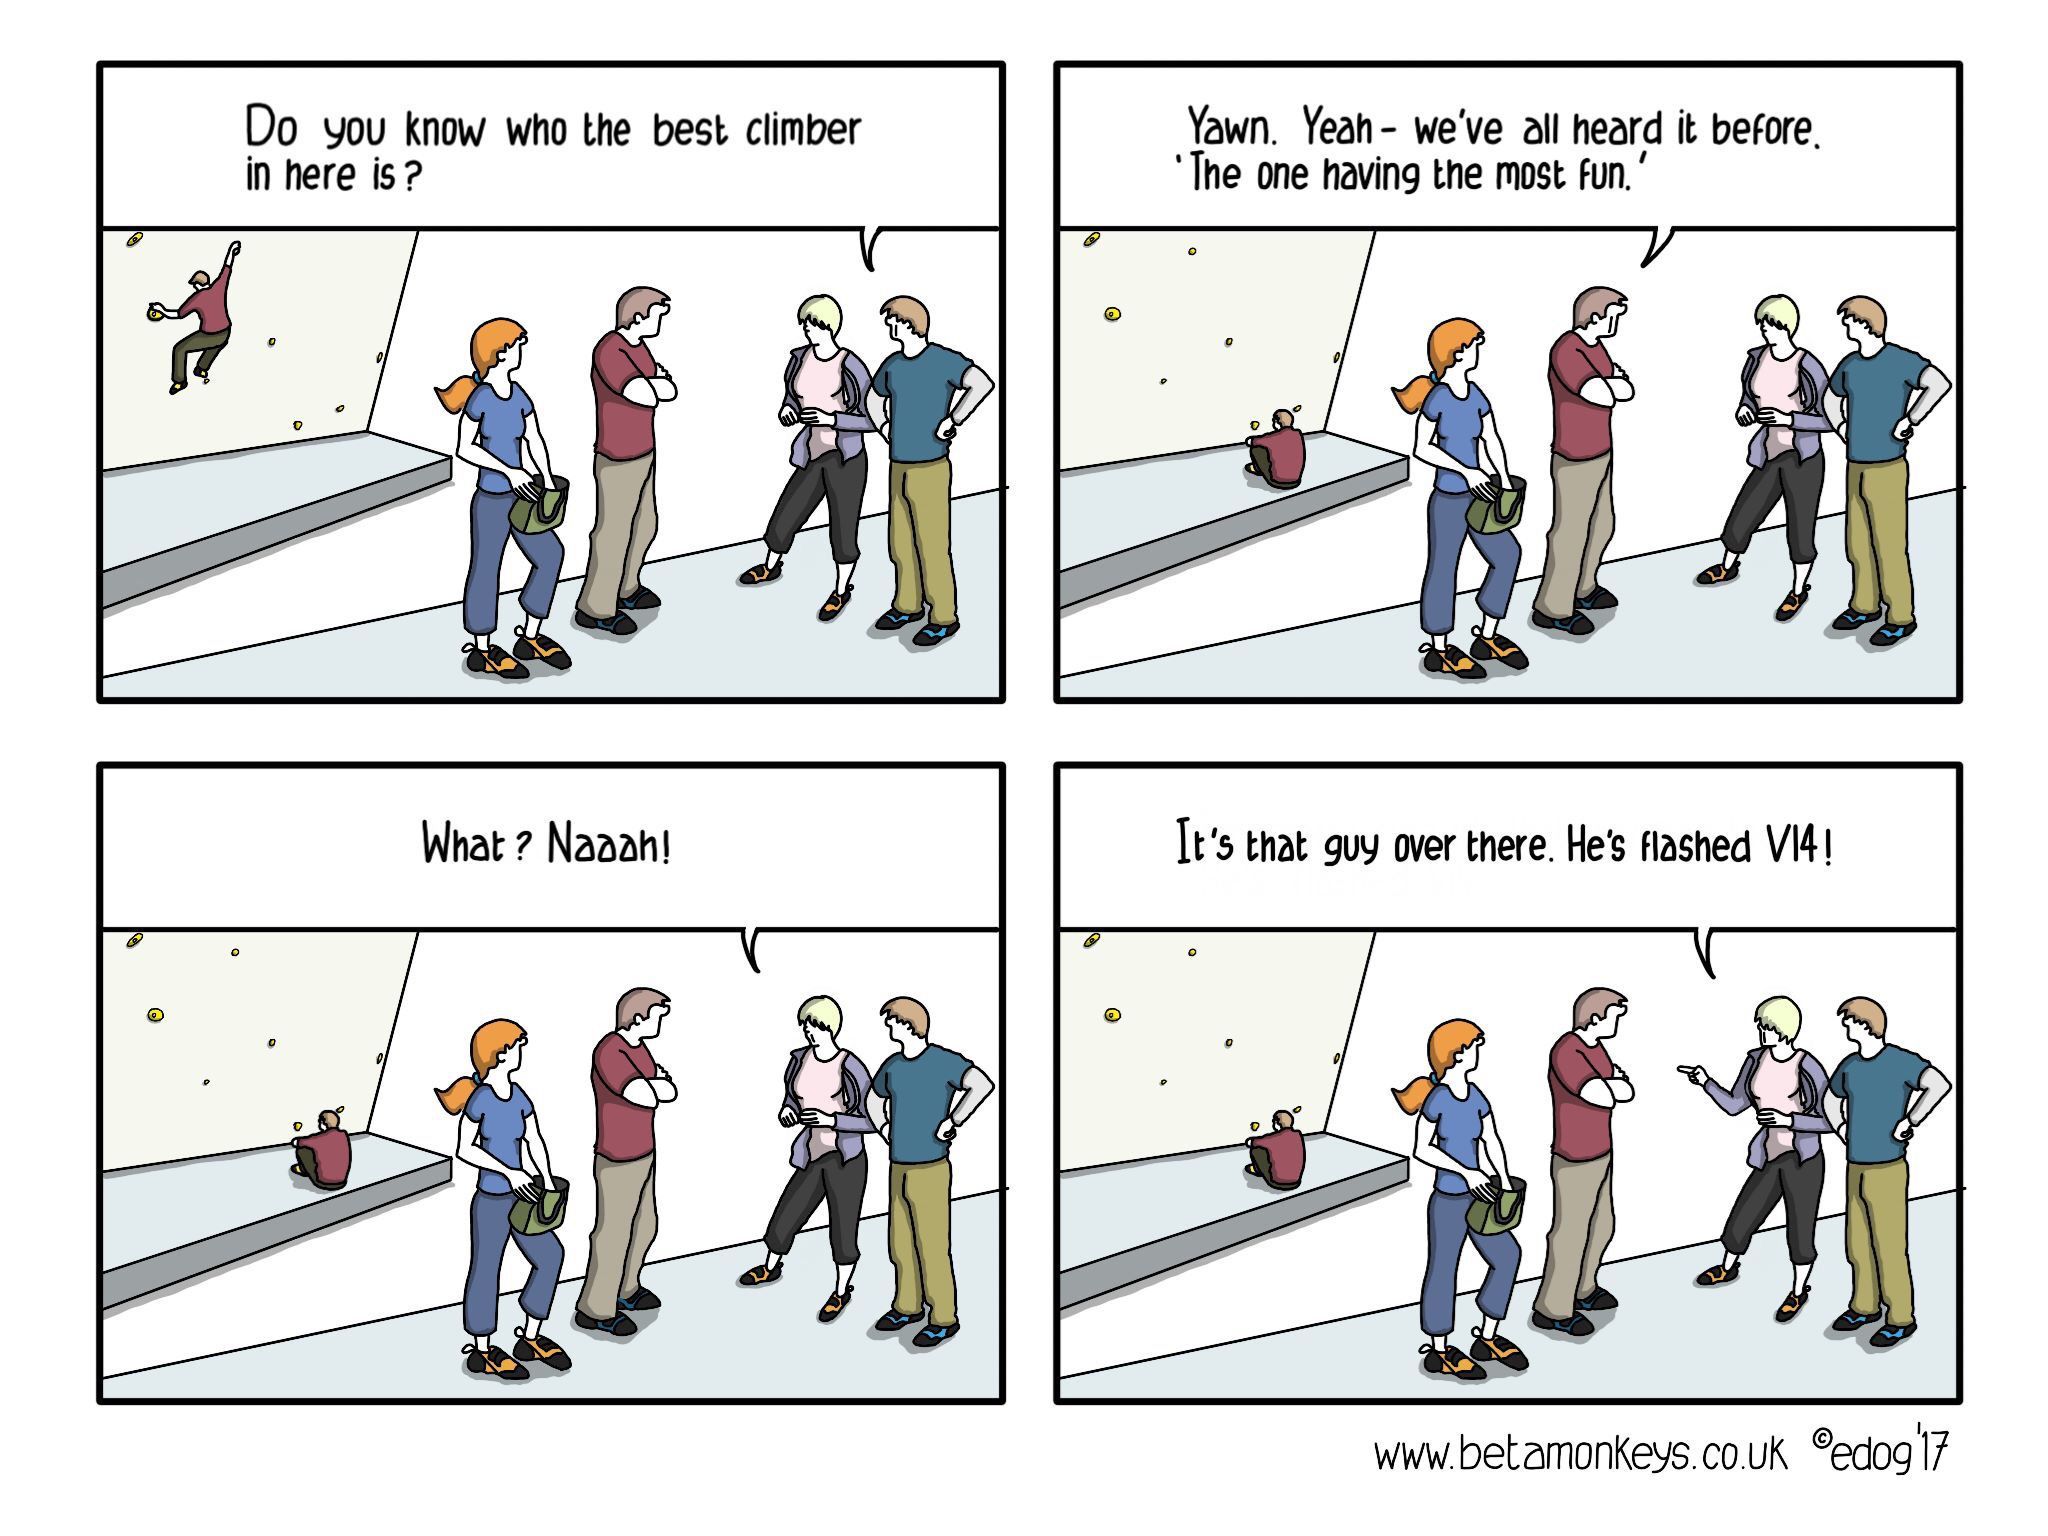 Do you know who the best climber
in here is?
Yawn. Yeah - we've all heard it before.
'The one having the most fun.'
What? Naaah!
It's that guy over there. He's flashed V14!
www.betamonkeys.co.uk ©edog'17